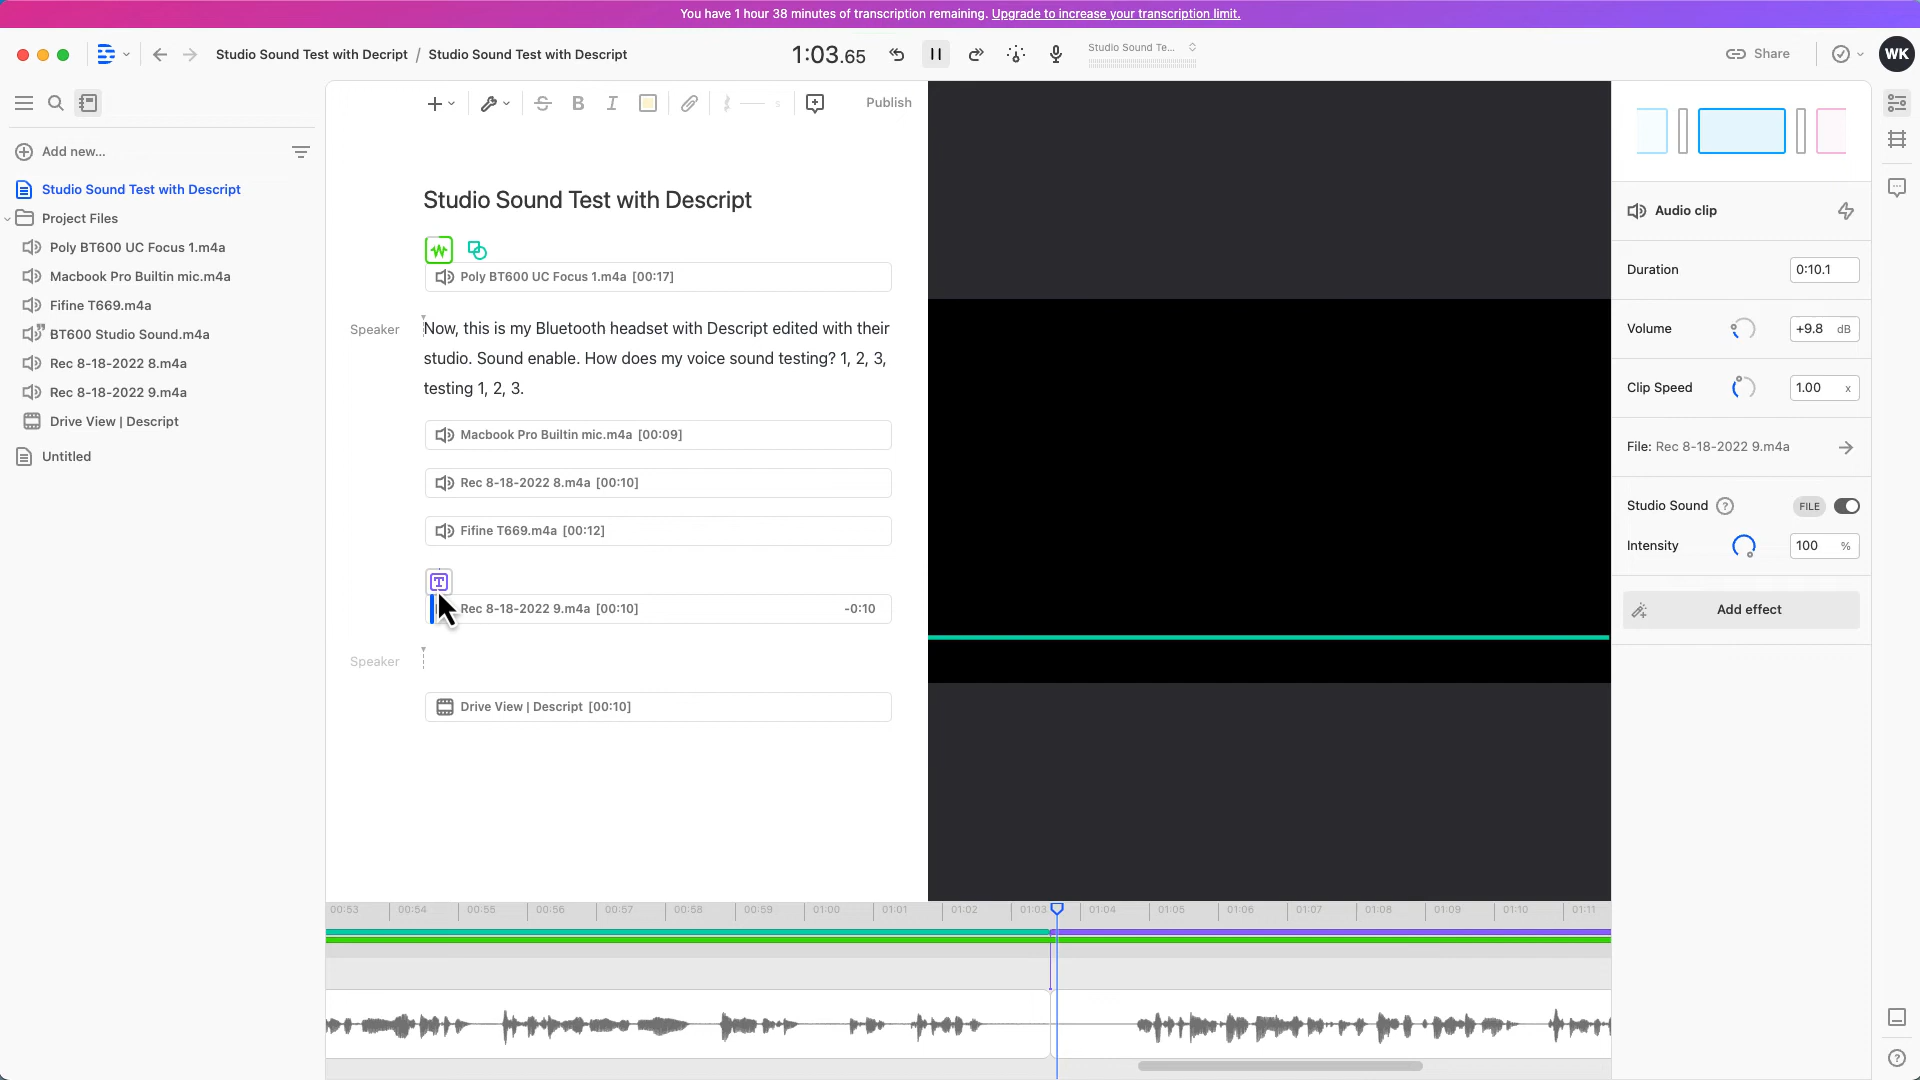 You have 1 hour 38 minutes of transcription remaining. Upgrade to increase your transcription limit.
Studio Sound Test with Decript / Studio Sound Test with Descript
1:03.65
Studio Sound Te...
Share
WK
Publish
Add new...
Studio Sound Test with Descript
Project Files
Poly BT600 UC Focus 1.m4a
Macbook Pro Builtin mic.m4a
Fifine T669.m4a
BT600 Studio Sound.m4a
Rec 8-18-2022 8.m4a
Rec 8-18-2022 9.m4a
Drive View | Descript
Untitled
Studio Sound Test with Descript
Poly BT600 UC Focus 1.m4a [00:17]
Speaker
Now, this is my Bluetooth headset with Descript edited with their
studio. Sound enable. How does my voice sound testing? 1, 2, 3,
testing 1, 2, 3.
Macbook Pro Builtin mic.m4a [00:09]
Rec 8-18-2022 8.m4a [00:10]
Fifine T669.m4a [00:12]
T
Rec 8-18-2022 9.m4a [00:10] -0:10
Speaker
Drive View | Descript [00:10]
Audio clip
Duration 0:10.1
Volume +9.8 dB
Clip Speed 1.00 x
File: Rec 8-18-2022 9.m4a
Studio Sound ? FILE
Intensity 100 %
Add effect
00:53 00:54 00:55 00:56 00:57 00:58 00:59 01:00 01:01 01:02 01:03 01:04 01:05 01:06 01:07 01:08 01:09 01:10 01:11